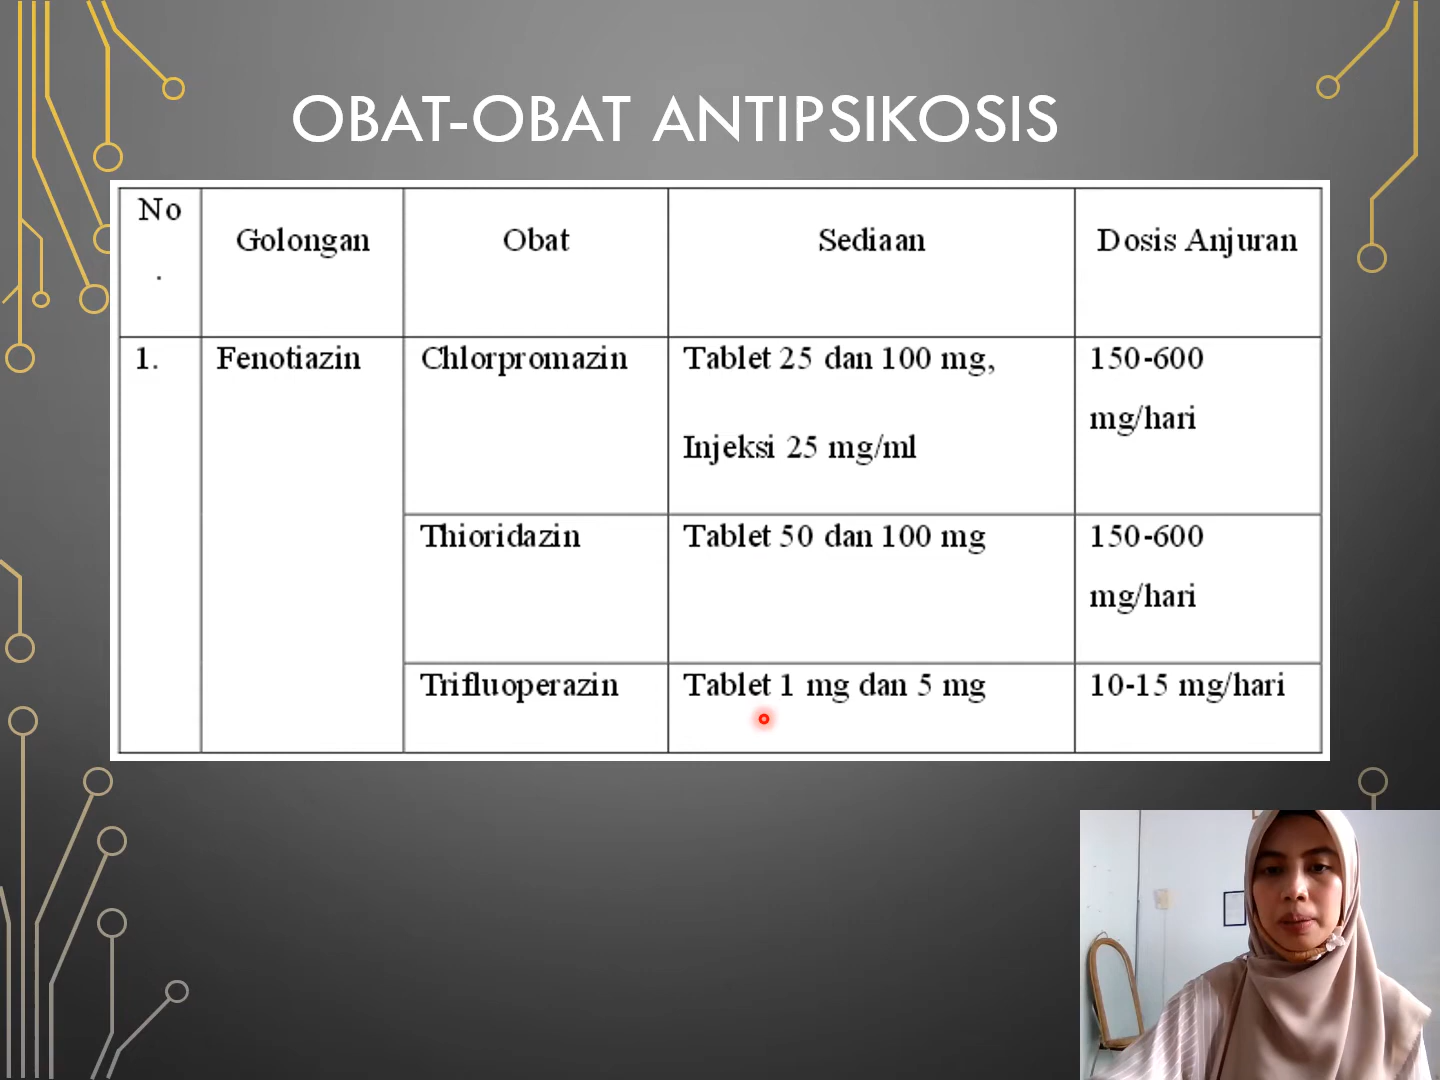 OBAT-OBAT ANTIPSIKOSIS
No
.
Golongan
Obat
Sediaan
Dosis Anjuran
1.
Fenotiazin
Chlorpromazin
Tablet 25 dan 100 mg,
Injeksi 25 mg/ml
150-600
mg/hari
Thioridazin
Tablet 50 dan 100 mg
150-600
mg/hari
Trifluoperazin
Tablet 1 mg dan 5 mg
10-15 mg/hari